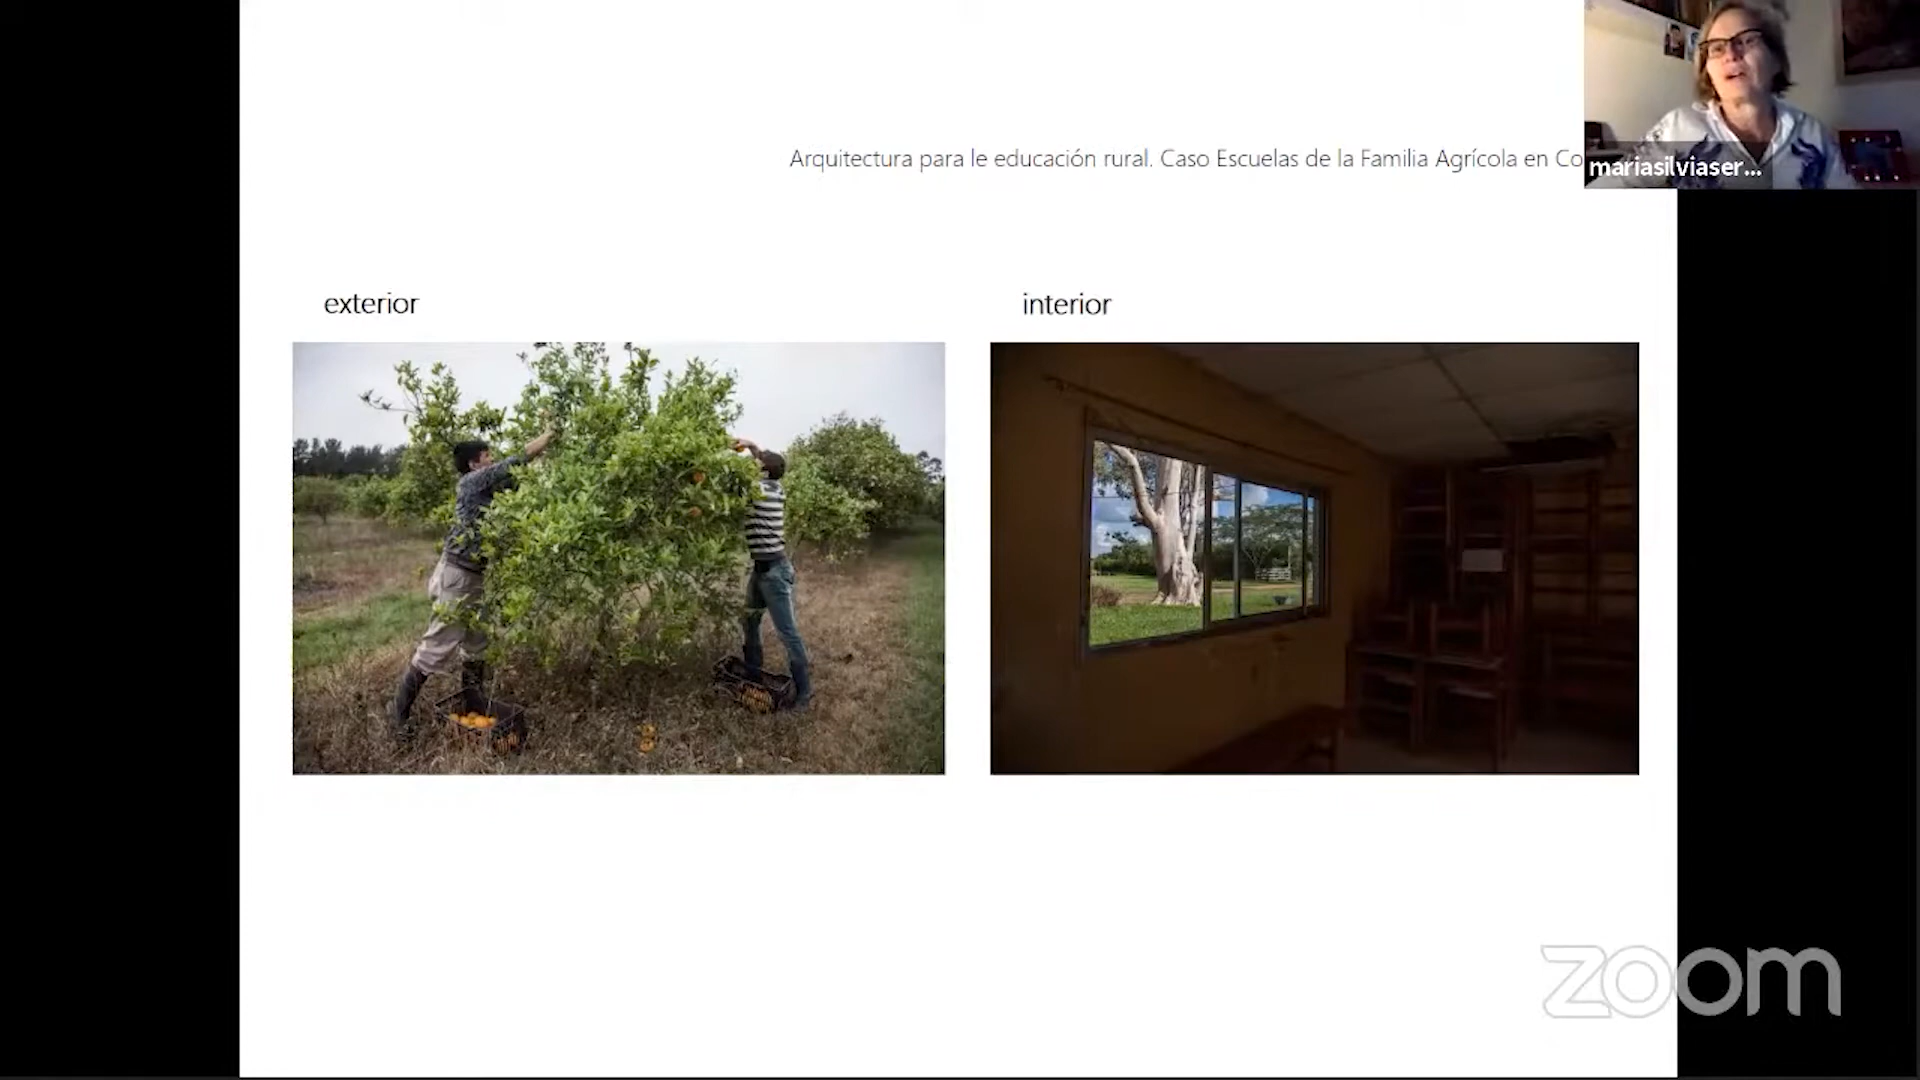 Arquitectura para le educación rural. Caso Escuelas de la Familia Agrícola en Co
mariasilviaser...
exterior
interior
zoom